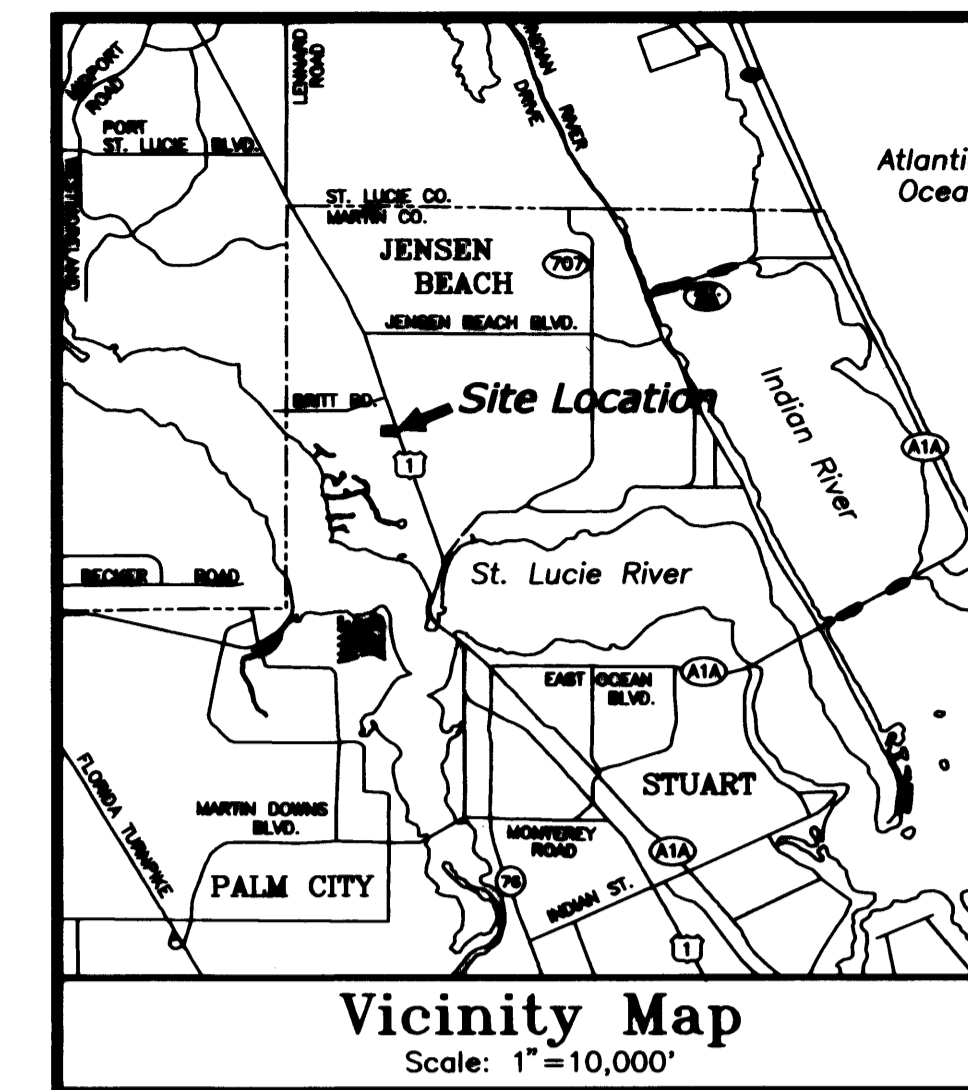 MIDPORT
ROAD
LENNARD
ROAD
INDIAN
RIVER
DRIVE
PORT
ST. LUCIE BLVD.
Atlanti
Ocea
ST. LUCIE CO.
MARTIN CO.
JENSEN
BEACH
707
JENSEN BEACH BLVD.
BRITT RD.
Site Location
1
Indian River
A1A
BECKER ROAD
St. Lucie River
EAST OCEAN
BLVD.
A1A
FLORIDA TURNPIKE
STUART
MARTIN DOWNS
BLVD.
MONTEREY
ROAD
A1A
PALM CITY
76
INDIAN ST.
1
Vicinity Map
Scale: 1"=10,000'